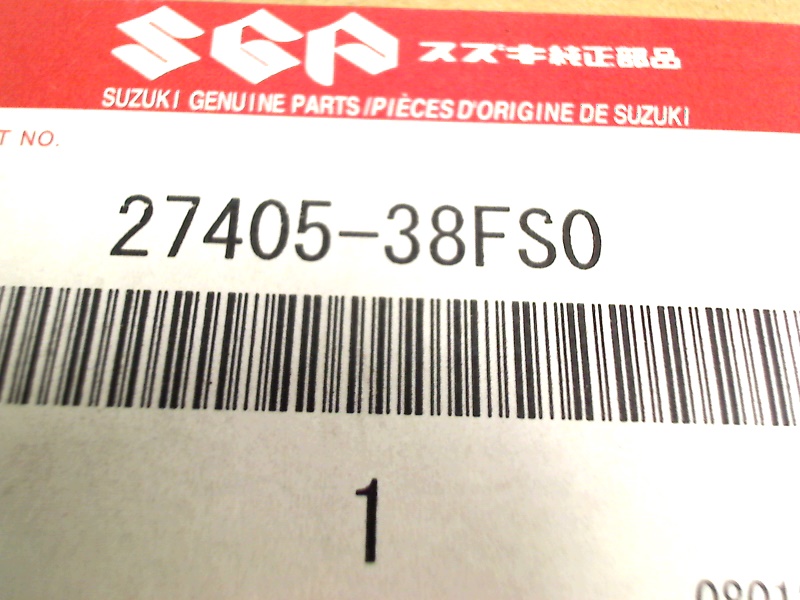 SGP スズキ純正部品
SUZUKI GENUINE PARTS/PIÈCES D'ORIGINE DE SUZUKI
T NO.
27405-38FS0
1